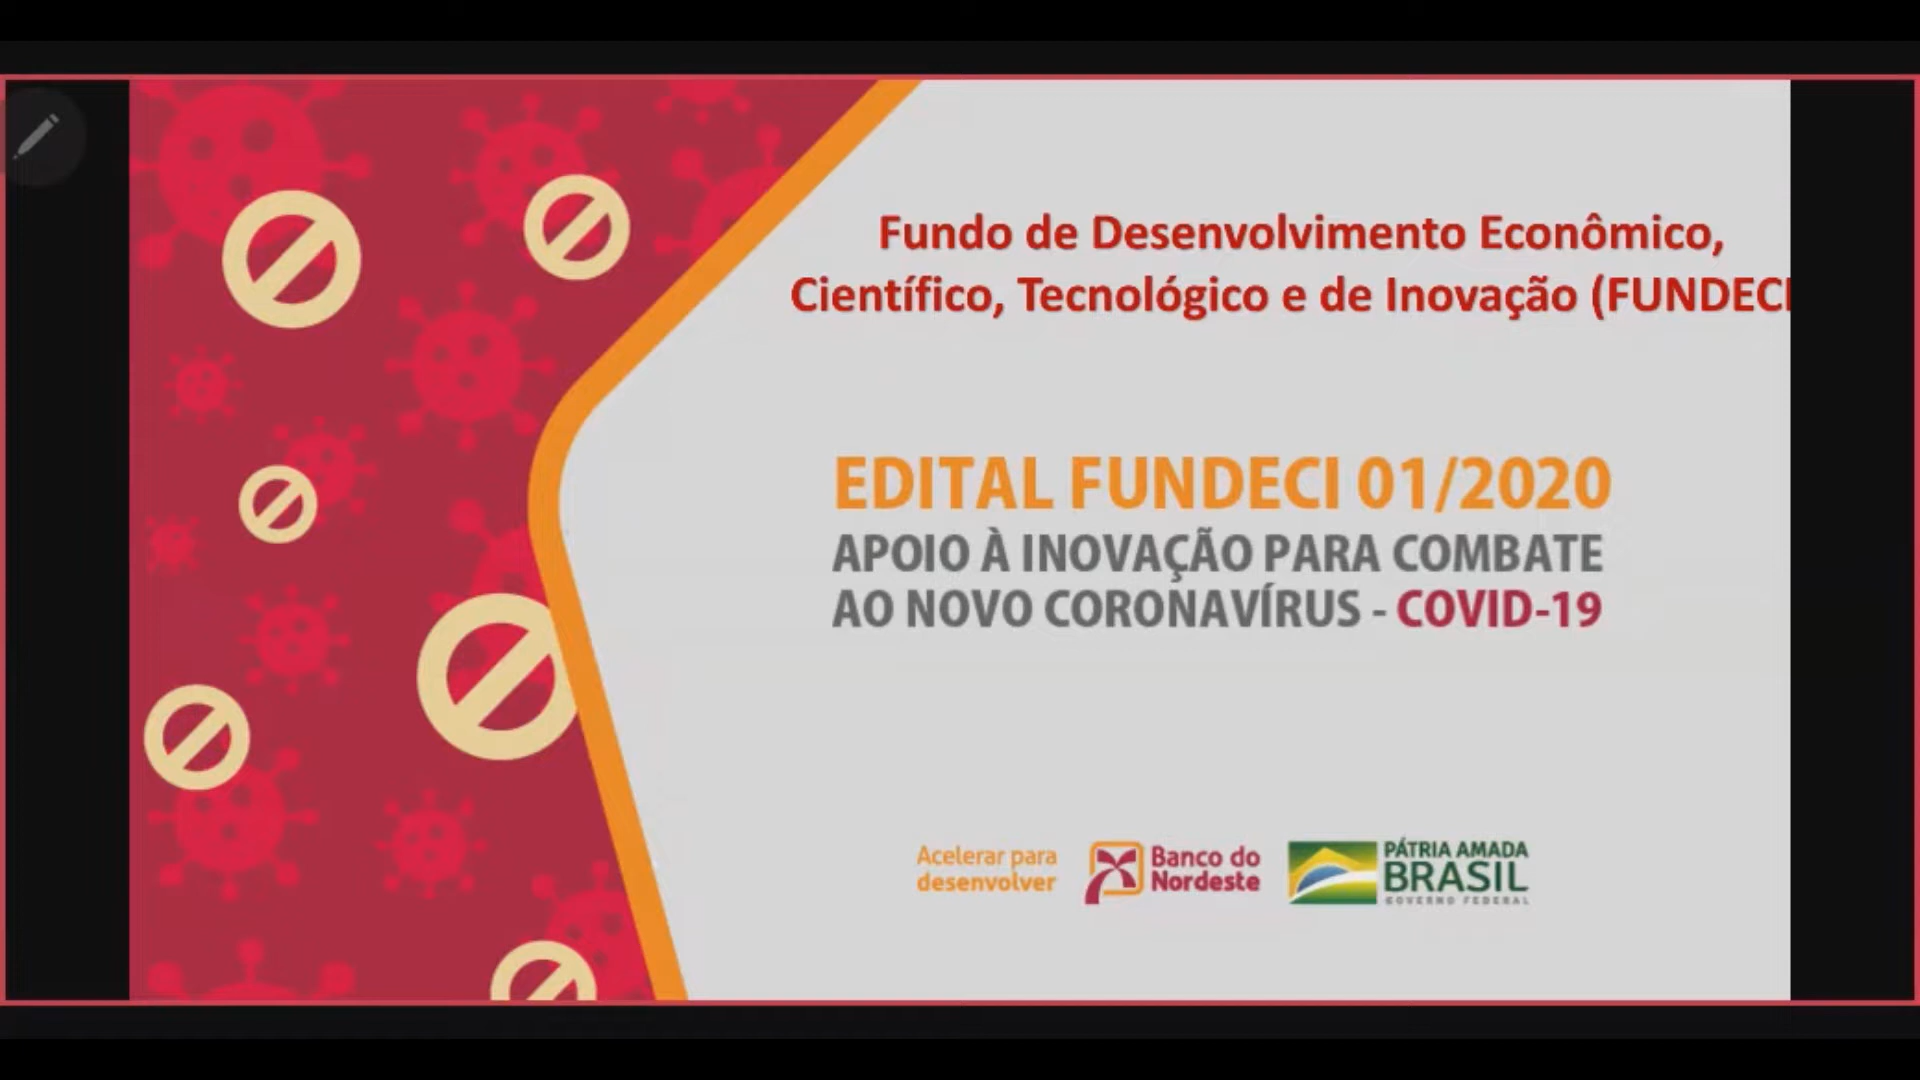 Fundo de Desenvolvimento Econômico,
Científico, Tecnológico e de Inovação (FUNDECI
EDITAL FUNDECI 01/2020
APOIO À INOVAÇÃO PARA COMBATE
AO NOVO CORONAVÍRUS - COVID-19
Acelerar para
desenvolver
Banco do
Nordeste
PÁTRIA AMADA
BRASIL
GOVERNO FEDERAL